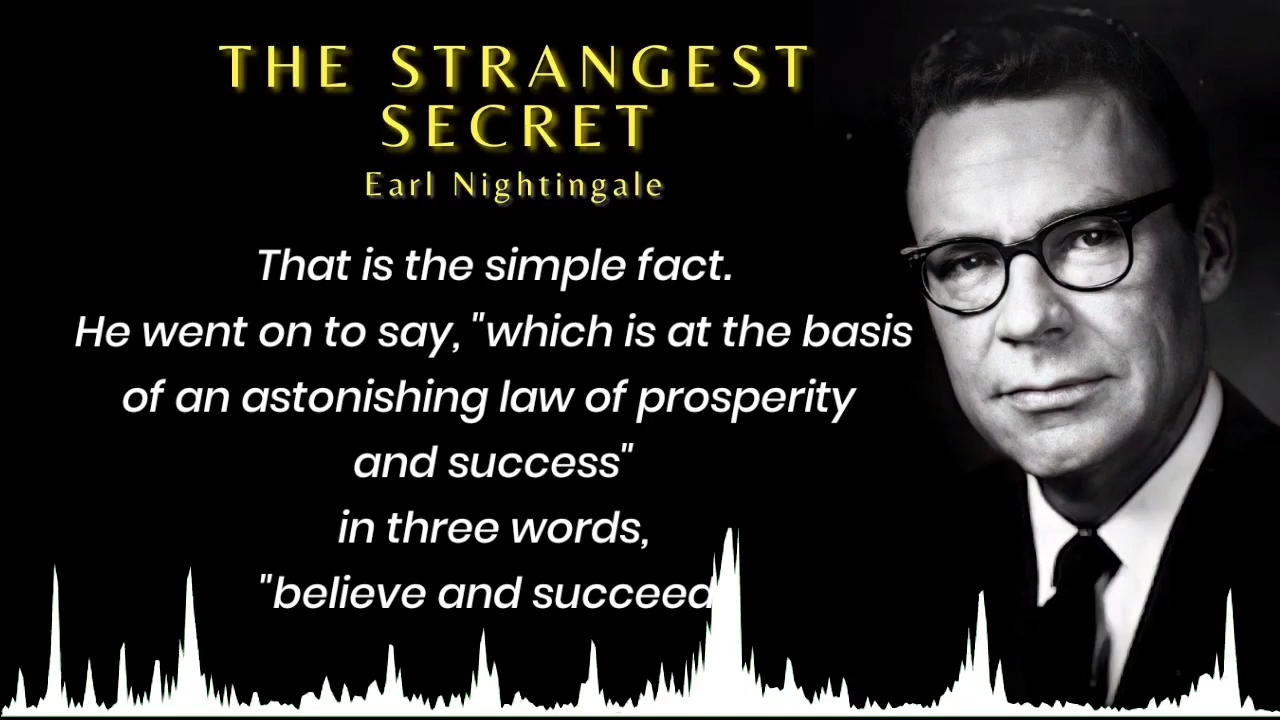 THE STRANGEST
SECRET
Earl Nightingale
That is the simple fact.
He went on to say, "which is at the basis
of an astonishing law of prosperity
and success"
in three words,
"believe and succeed